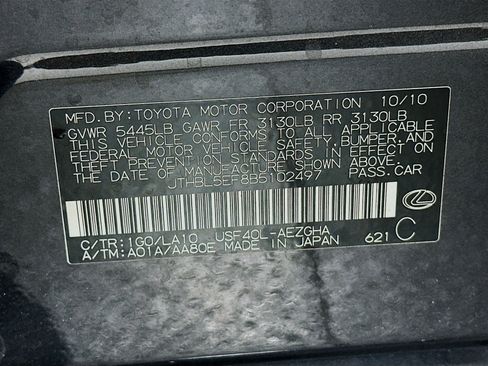 MFD. BY: TOYOTA MOTOR CORPORATION 10/10
GVWR 5445LB GAWR FR 3130LB RR 3130LB
THIS VEHICLE CONFORMS TO ALL APPLICABLE
FEDERAL MOTOR VEHICLE SAFETY, BUMPER, AND
THEFT PREVENTION STANDARDS IN EFFECT ON
THE DATE OF MANUFACTURE SHOWN ABOVE.
JTHBL5EF8B5102497 PASS. CAR
C/TR: 1G0/LA10 USF40L-AEZGHA
A/TM: A01A/AA80E MADE IN JAPAN 621 C